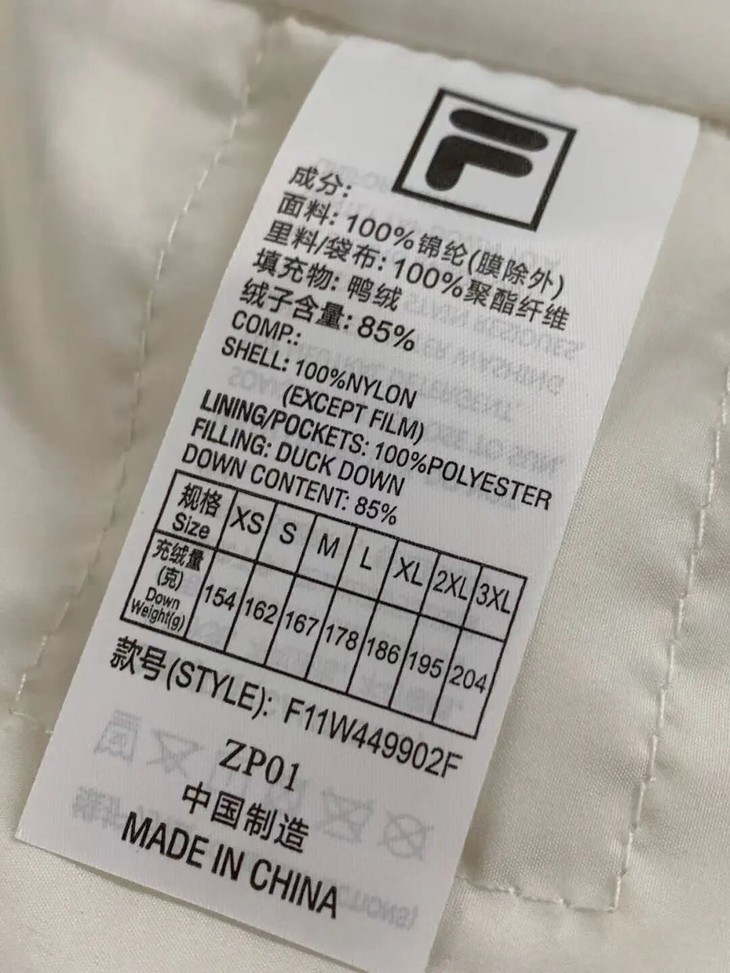 F
成分:
面料: 100%锦纶(膜除外)
里料/袋布: 100%聚酯纤维
填充物: 鸭绒
绒子含量: 85%
COMP.:
SHELL: 100%NYLON
(EXCEPT FILM)
LINING/POCKETS: 100%POLYESTER
FILLING: DUCK DOWN
DOWN CONTENT: 85%
规格 Size XS S M L XL 2XL 3XL
充绒量(克) Down Weight(g) 154 162 167 178 186 195 204
款号(STYLE): F11W449902F
ZP01
中国制造
MADE IN CHINA